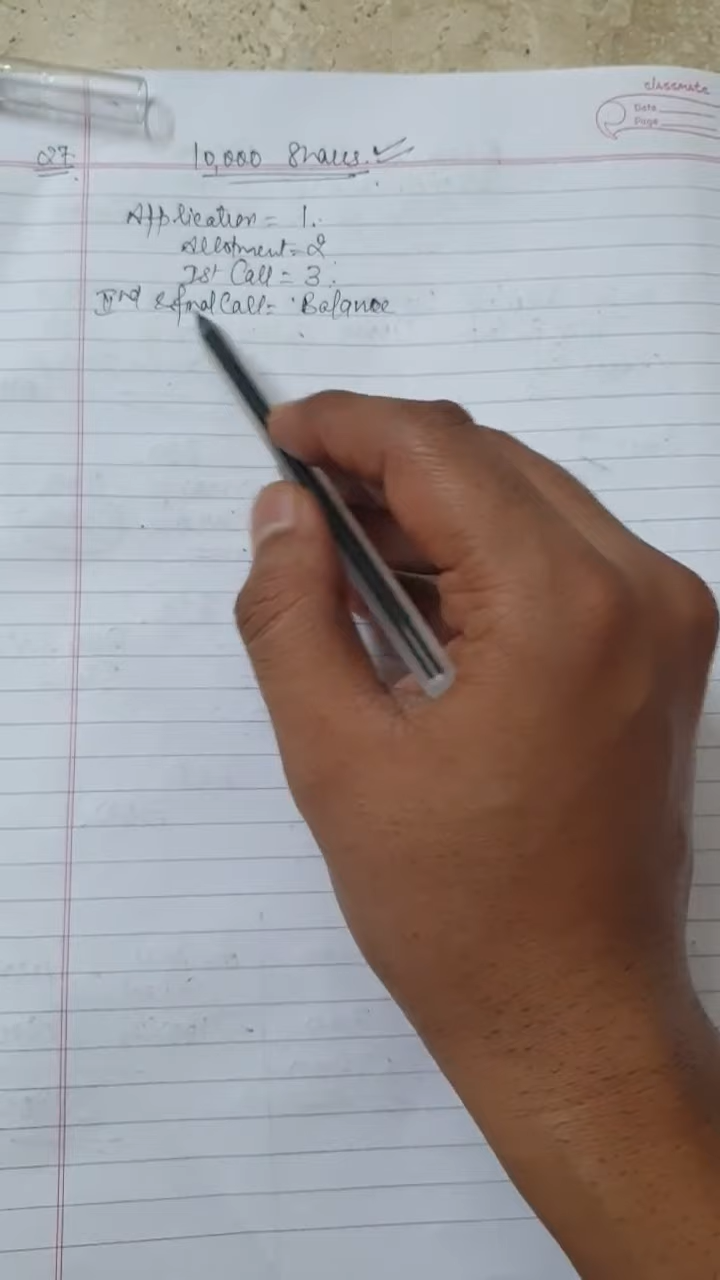 classmate
Date
Page
Q7. 10,000 Shares.
Application = 1.
Allotment = 2
Ist Call = 3.
IInd & final Call = Balance